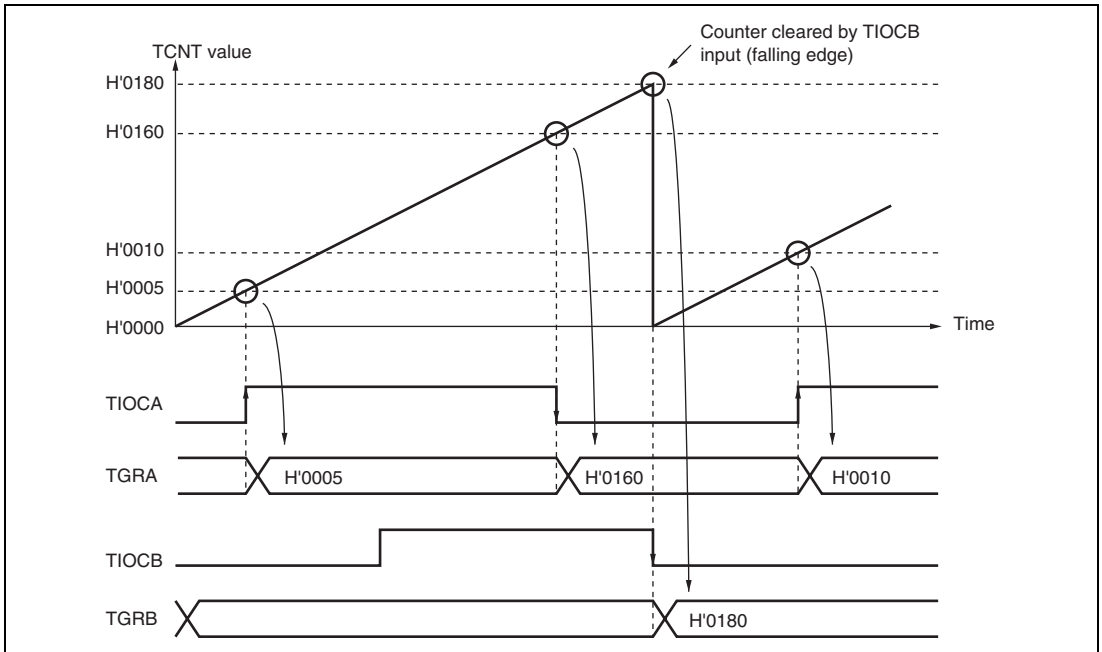 Counter cleared by TIOCB
input (falling edge)
TCNT value
H'0180
H'0160
H'0010
H'0005
H'0000
Time
TIOCA
TGRA
H'0005
H'0160
H'0010
TIOCB
TGRB
H'0180